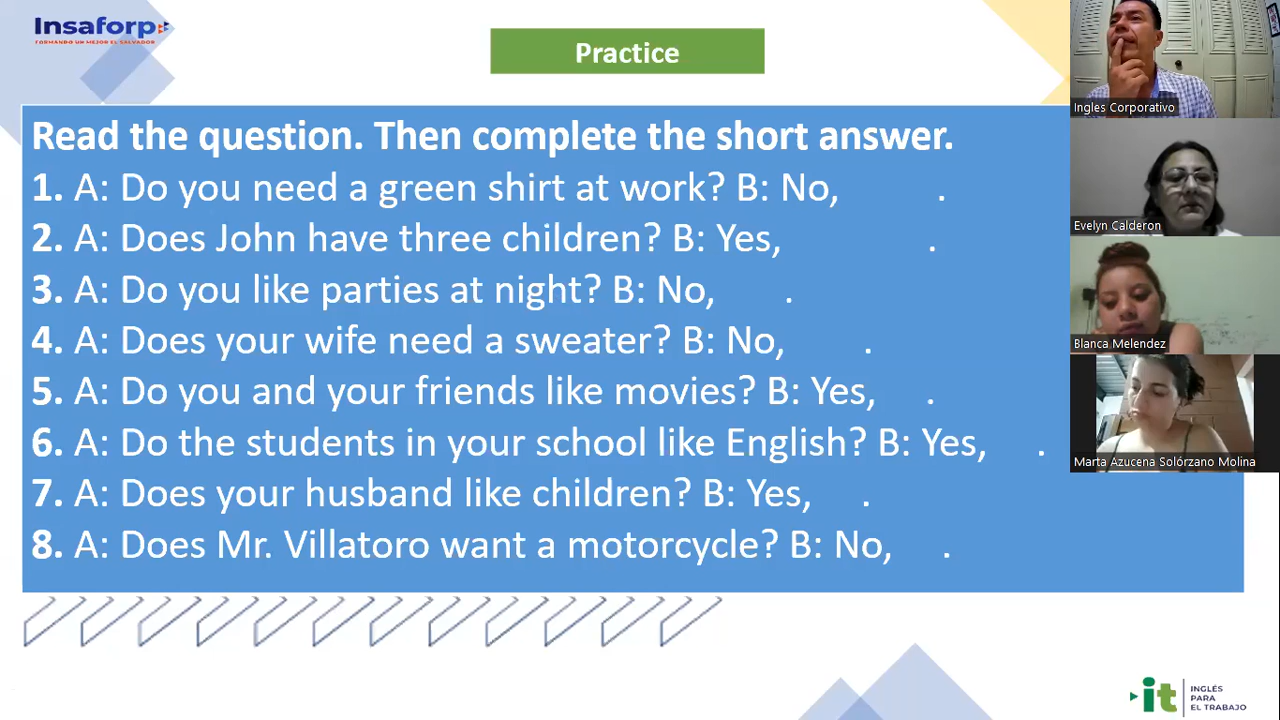 Insaforp
FORMANDO UN MEJOR EL SALVADOR
Practice
Read the question. Then complete the short answer.
1. A: Do you need a green shirt at work? B: No, .
2. A: Does John have three children? B: Yes, .
3. A: Do you like parties at night? B: No, .
4. A: Does your wife need a sweater? B: No, .
5. A: Do you and your friends like movies? B: Yes, .
6. A: Do the students in your school like English? B: Yes, .
7. A: Does your husband like children? B: Yes, .
8. A: Does Mr. Villatoro want a motorcycle? B: No, .
Ingles Corporativo
Evelyn Calderon
Blanca Melendez
Marta Azucena Solórzano Molina
it
INGLÉS
PARA
EL TRABAJO